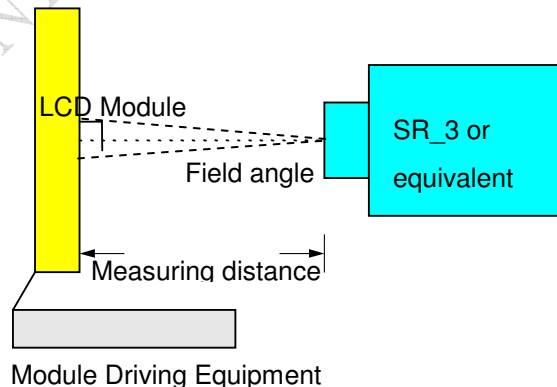 LCD Module
SR_3 or
equivalent
Field angle
Measuring distance
Module Driving Equipment